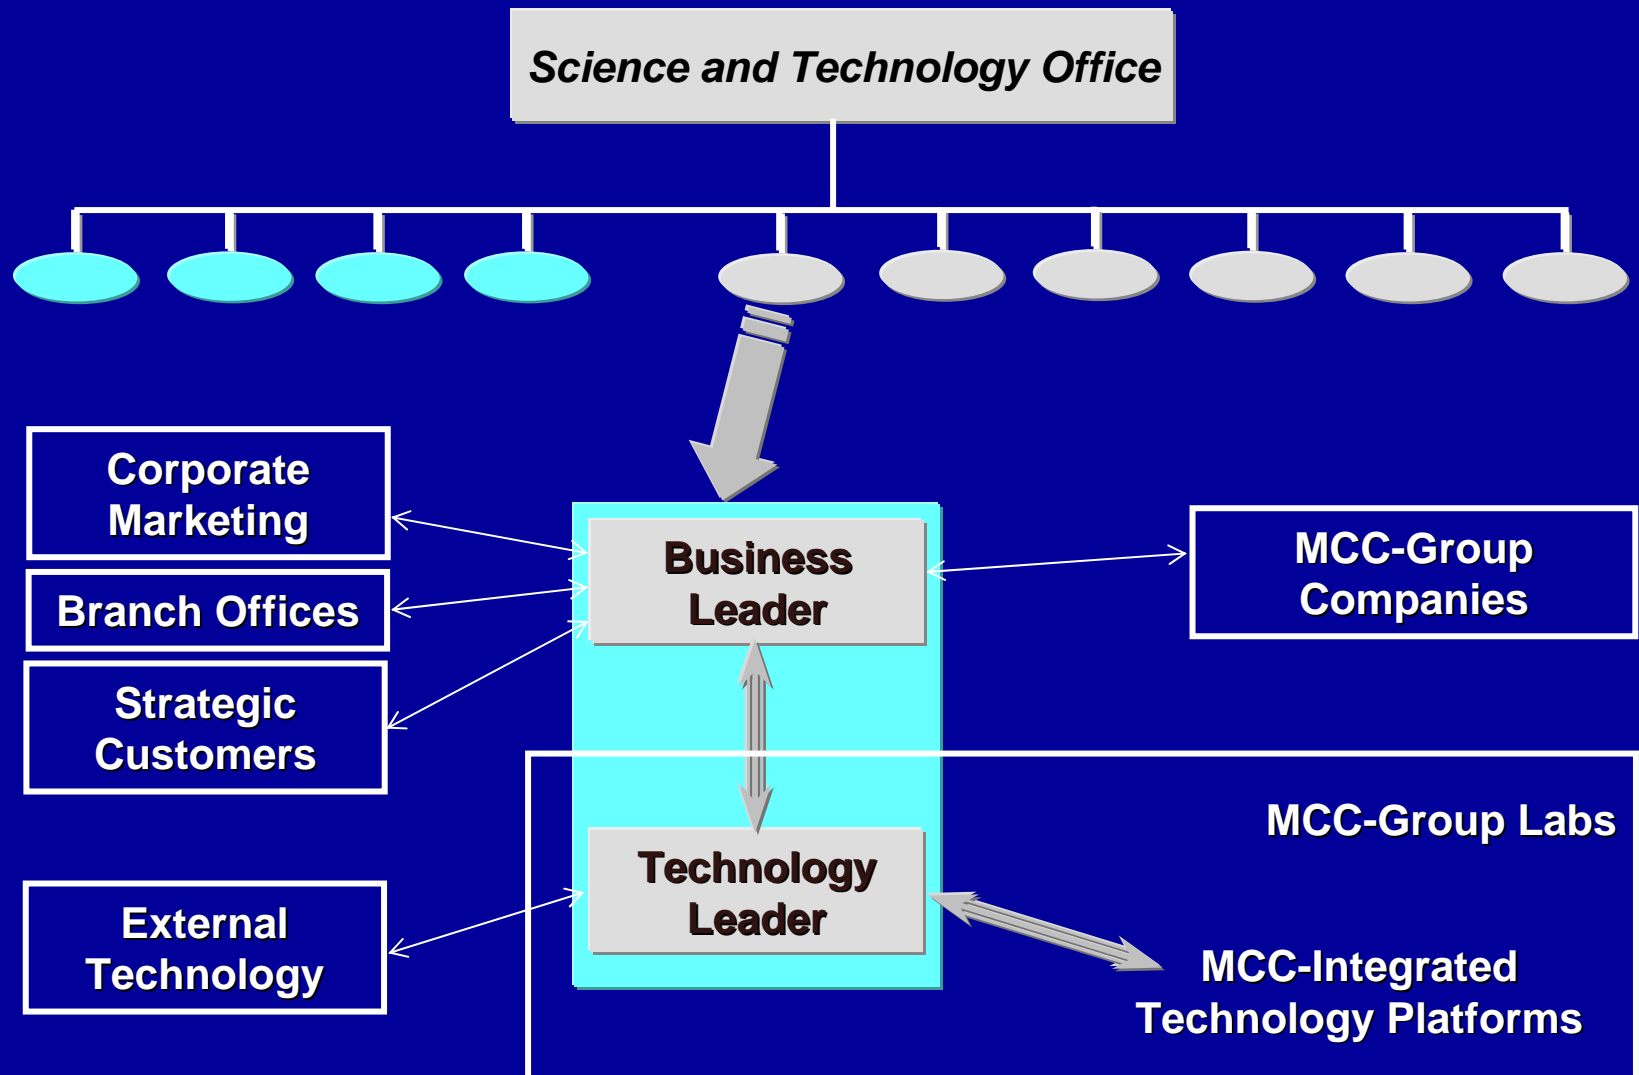 Science and Technology Office
Corporate
Marketing
Branch Offices
Strategic
Customers
External
Technology
Business
Leader
Technology
Leader
MCC-Group
Companies
MCC-Group Labs
MCC-Integrated
Technology Platforms